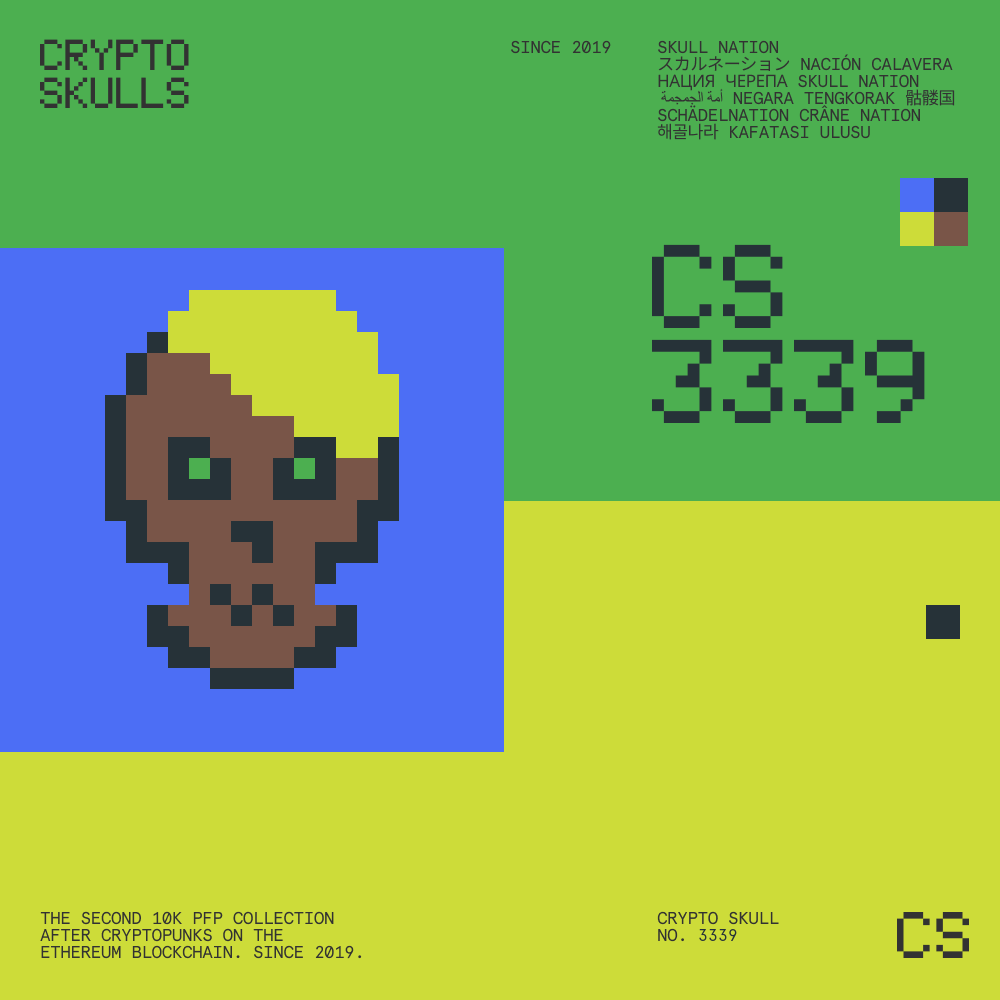 CRYPTO
SKULLS
SINCE 2019
SKULL NATION
スカルネーション NACIÓN CALAVERA
НАЦИЯ ЧЕРЕПА SKULL NATION
أمة الجمجمة NEGARA TENGKORAK 骷髅国
SCHÄDELNATION CRÂNE NATION
해골나라 KAFATASI ULUSU
CS
3339
THE SECOND 10K PFP COLLECTION
AFTER CRYPTOPUNKS ON THE
ETHEREUM BLOCKCHAIN. SINCE 2019.
CRYPTO SKULL
NO. 3339
CS